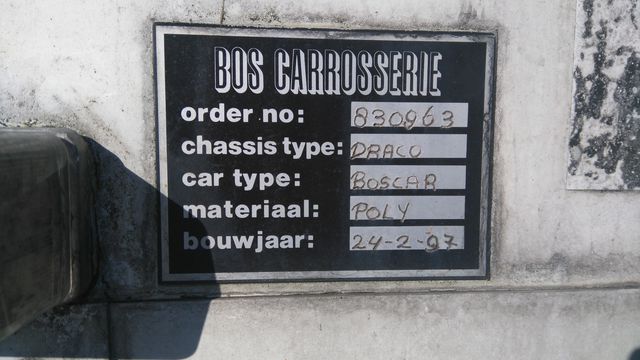 BOS CARROSSERIE
order no: 830963
chassis type: DRACO
car type: BOSCAR
materiaal: POLY
bouwjaar: 24-2-97